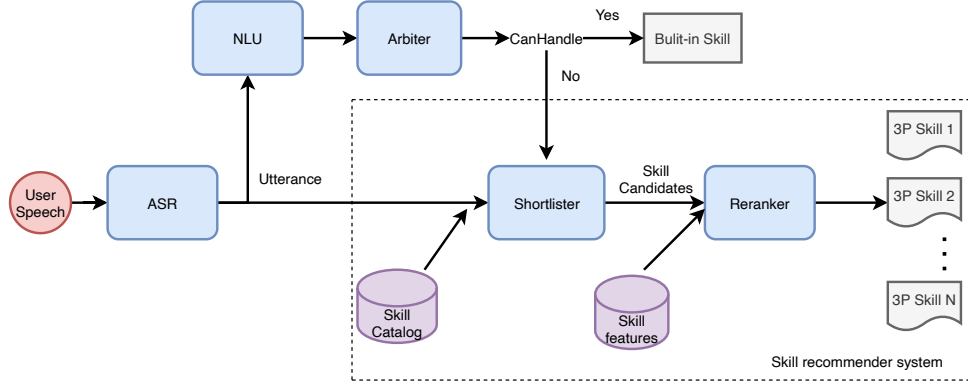 Yes
NLU
Arbiter
CanHandle
Bulit-in Skill
No
3P Skill 1
User
Speech
ASR
Utterance
Shortlister
Skill
Candidates
Reranker
3P Skill 2
Skill
Catalog
Skill
features
3P Skill N
Skill recommender system